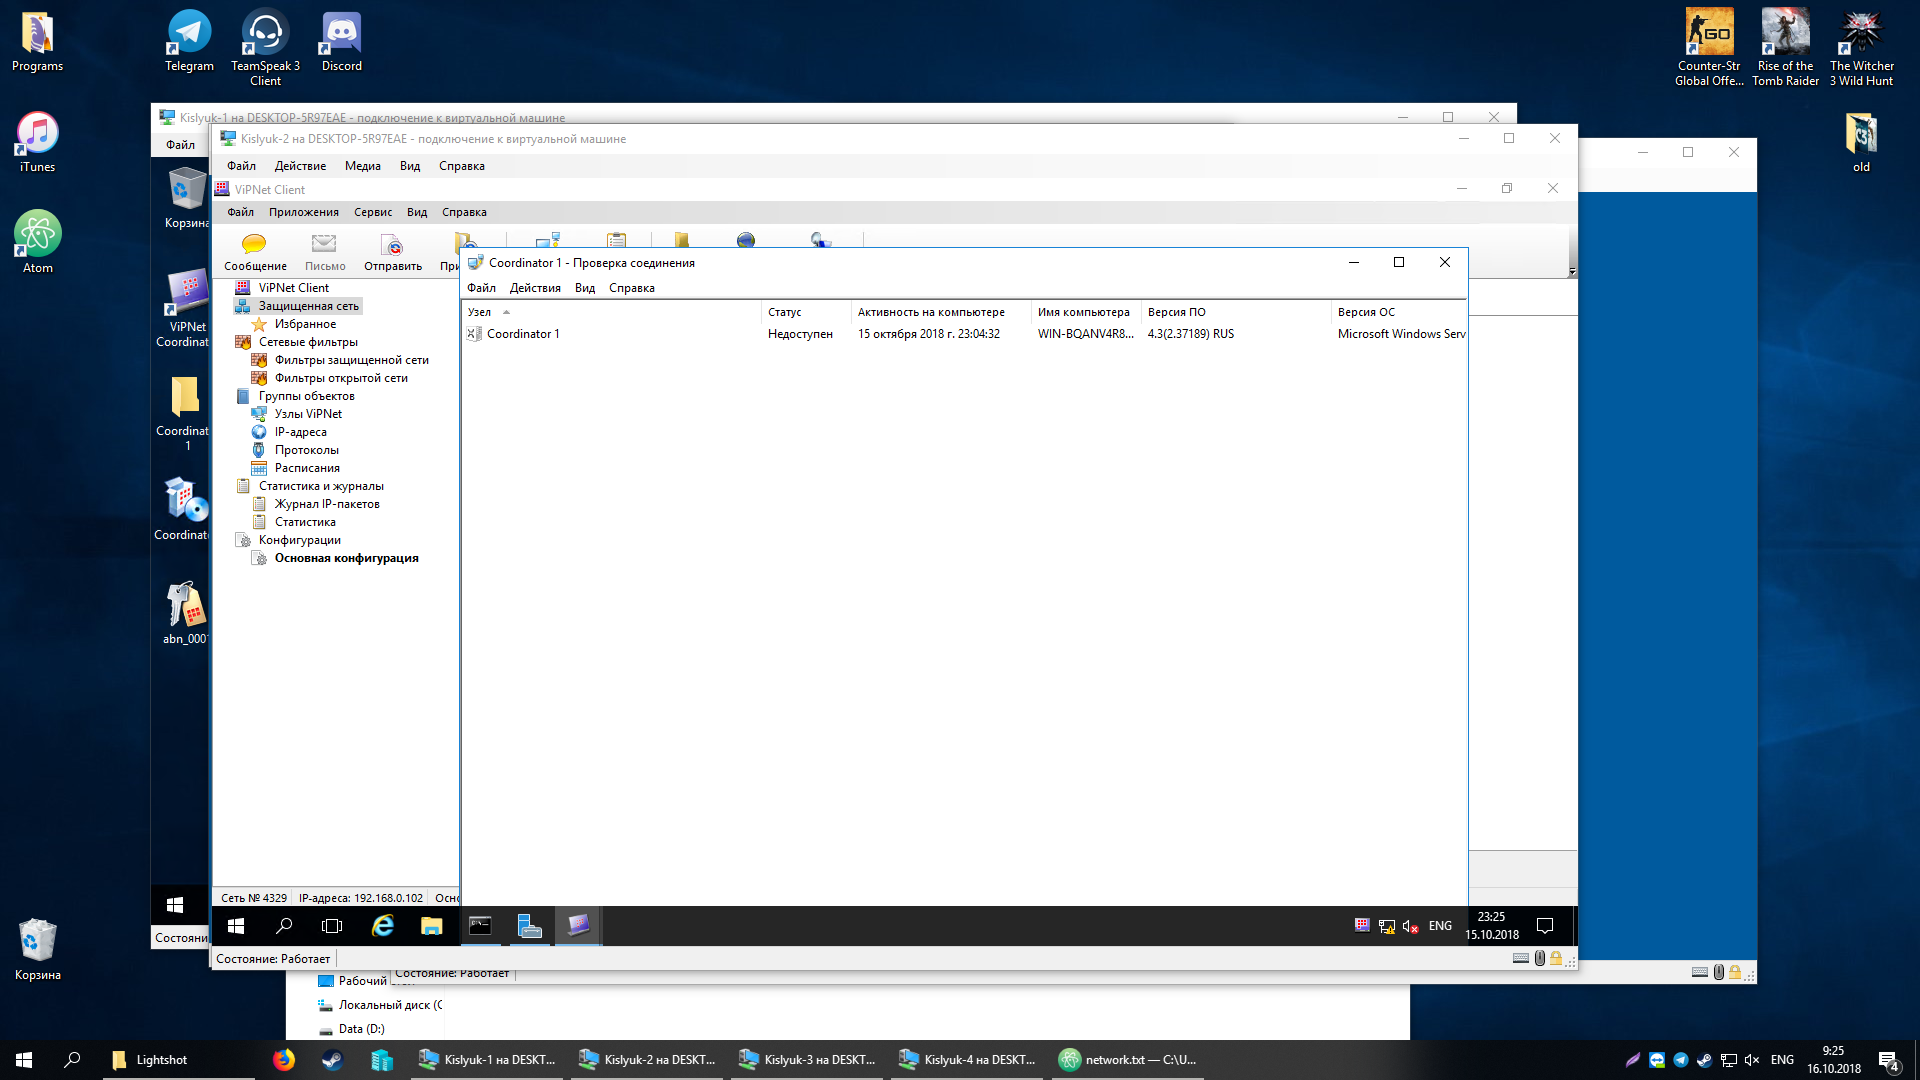 Programs
Telegram
TeamSpeak 3
Client
Discord
Counter-Str
Global Offe...
Rise of the
Tomb Raider
The Witcher
3 Wild Hunt
iTunes
old
Atom
Kislyuk-1 на DESKTOP-5R97EAE - подключение к виртуальной машине
Файл
Корзина
ViPNet
Coordinat
Coordinat
1
Coordinat
abn_000
Состояни
Kislyuk-2 на DESKTOP-5R97EAE - подключение к виртуальной машине
Файл Действие Медиа Вид Справка
ViPNet Client
Файл Приложения Сервис Вид Справка
Сообщение Письмо Отправить При
ViPNet Client
Защищенная сеть
Избранное
Сетевые фильтры
Фильтры защищенной сети
Фильтры открытой сети
Группы объектов
Узлы ViPNet
IP-адреса
Протоколы
Расписания
Статистика и журналы
Журнал IP-пакетов
Статистика
Конфигурации
Основная конфигурация
Coordinator 1 - Проверка соединения
Файл Действия Вид Справка
Узел Статус Активность на компьютере Имя компьютера Версия ПО Версия ОС
Coordinator 1 Недоступен 15 октября 2018 г. 23:04:32 WIN-BQANV4R8... 4.3(2.37189) RUS Microsoft Windows Serv
Сеть № 4329 IP-адреса: 192.168.0.102 Осно
ENG
23:25
15.10.2018
Состояние: Работает
Состояние: Работает
Рабочий
Локальный диск (C
Data (D:)
Корзина
Lightshot
Kislyuk-1 на DESKT...
Kislyuk-2 на DESKT...
Kislyuk-3 на DESKT...
Kislyuk-4 на DESKT...
network.txt — C:\U...
ENG
9:25
16.10.2018
4